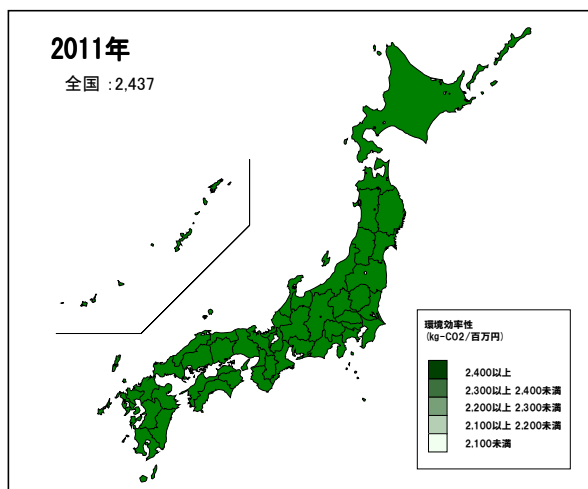 2011年
全国 :2,437
環境効率性
(kg-CO2/百万円)
2,400以上
2,300以上 2,400未満
2,200以上 2,300未満
2,100以上 2,200未満
2,100未満